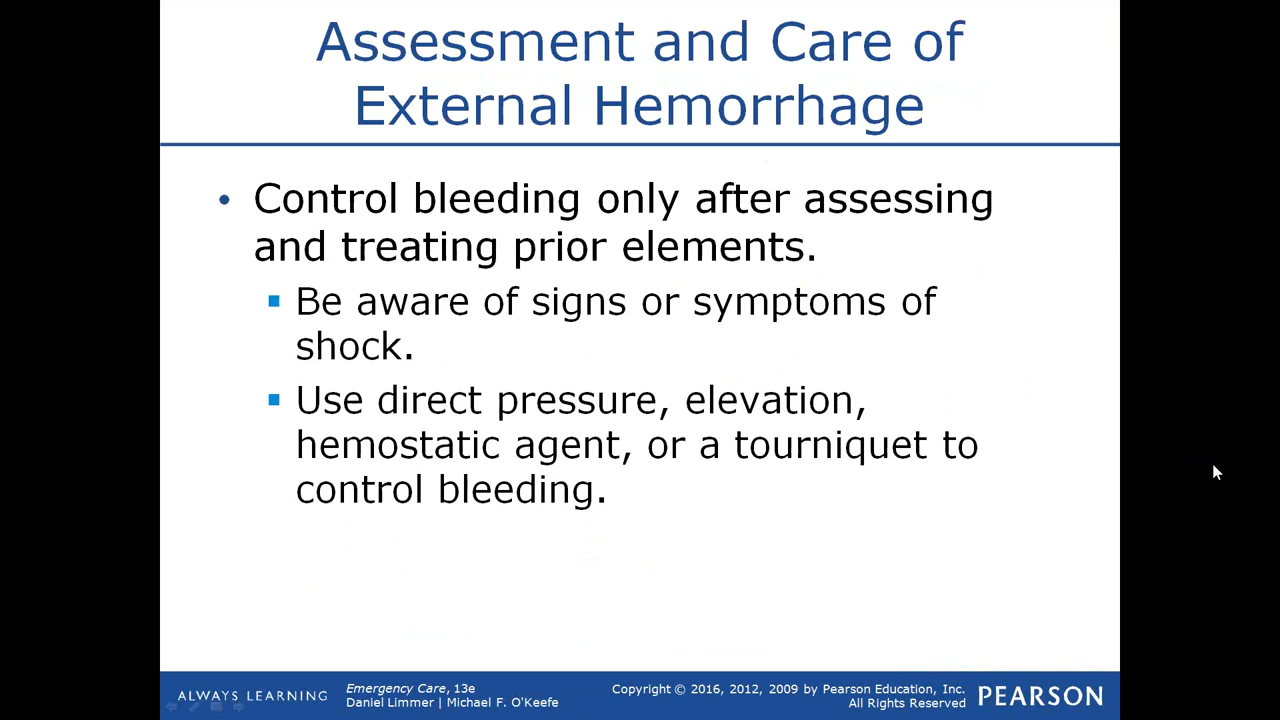 Assessment and Care of
External Hemorrhage
• Control bleeding only after assessing
and treating prior elements.
▪ Be aware of signs or symptoms of
shock.
▪ Use direct pressure, elevation,
hemostatic agent, or a tourniquet to
control bleeding.
ALWAYS LEARNING
Emergency Care, 13e
Daniel Limmer | Michael F. O'Keefe
Copyright © 2016, 2012, 2009 by Pearson Education, Inc.
All Rights Reserved
PEARSON